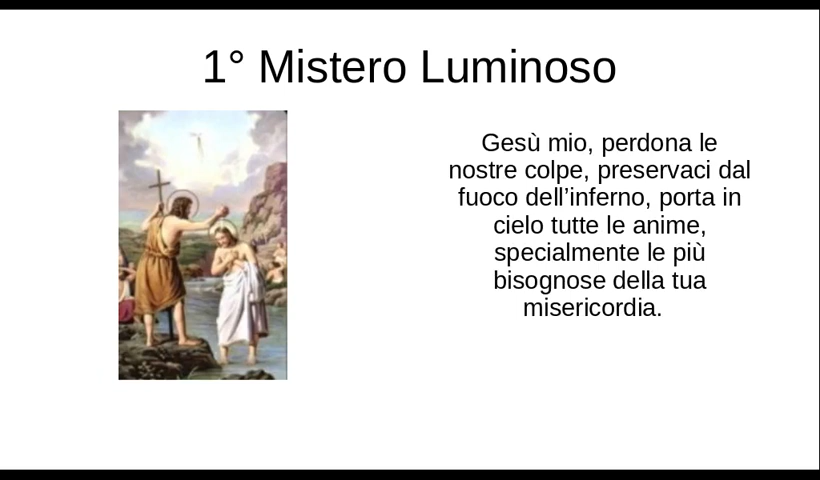 1° Mistero Luminoso
Gesù mio, perdona le
nostre colpe, preservaci dal
fuoco dell’inferno, porta in
cielo tutte le anime,
specialmente le più
bisognose della tua
misericordia.